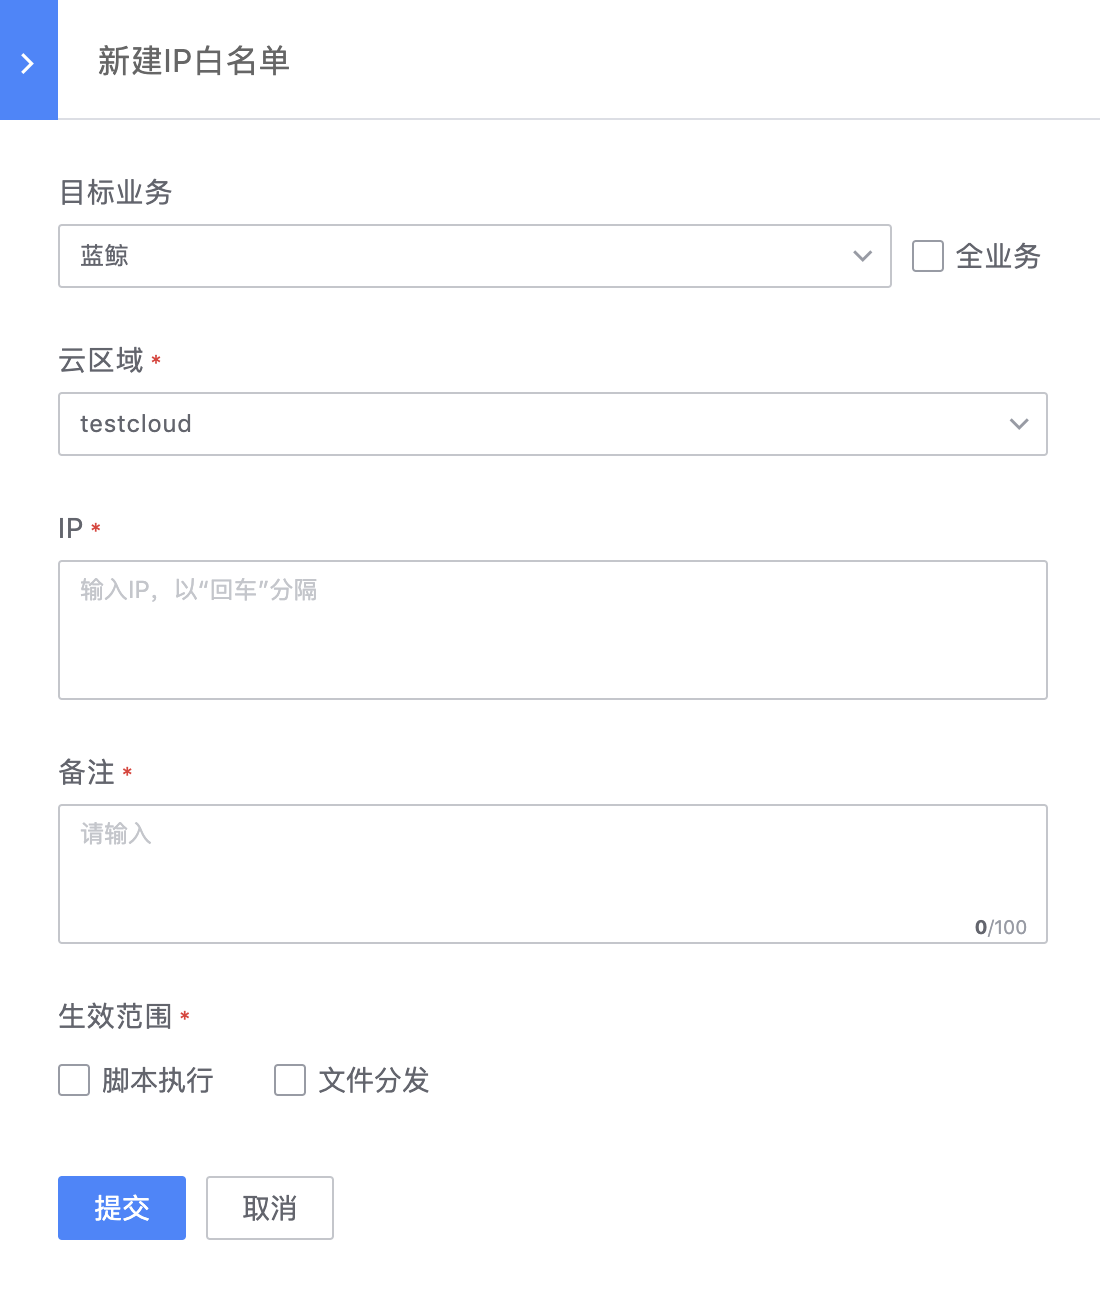 新建IP白名单
目标业务
蓝鲸
全业务
云区域 *
testcloud
IP *
输入IP，以“回车”分隔
备注 *
请输入
0/100
生效范围 *
脚本执行
文件分发
提交
取消